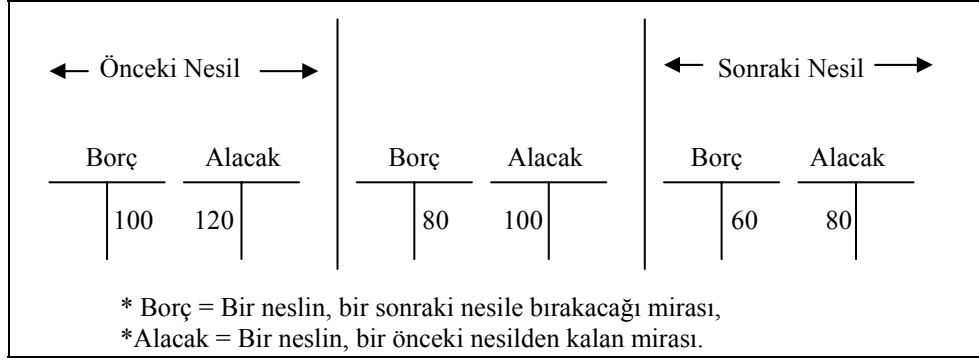 Önceki Nesil Sonraki Nesil
Borç Alacak Borç Alacak Borç Alacak
100 120 80 100 60 80
* Borç = Bir neslin, bir sonraki nesile bırakacağı mirası,
*Alacak = Bir neslin, bir önceki nesilden kalan mirası.